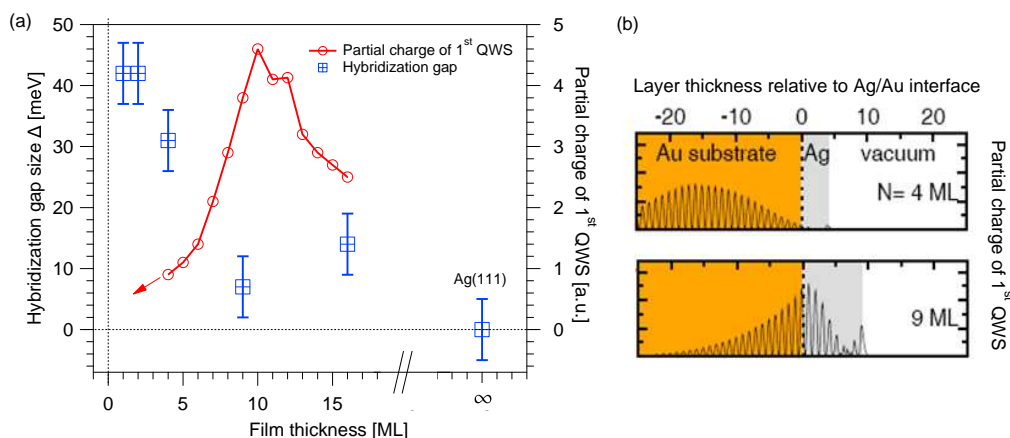 (a)
50
40
30
20
10
0
Hybridization gap size Δ [meV]
5
4
3
2
1
0
Partial charge of 1st QWS [a.u.]
Partial charge of 1st QWS
Hybridization gap
Ag(111)
0
5
10
15
∞
Film thickness [ML]
(b)
Layer thickness relative to Ag/Au interface
-20 -10 0 10 20
Au substrate Ag vacuum
N= 4 ML
9 ML
Partial charge of 1st QWS